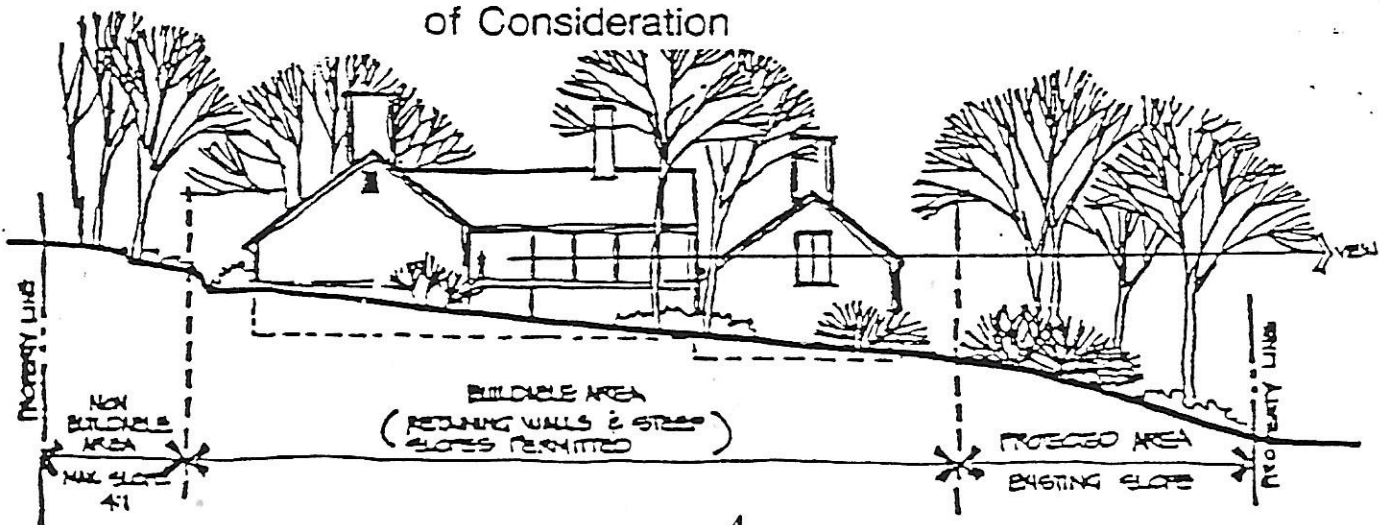 of Consideration
VIEW
PROPERTY LINE
NON
BUILDABLE
AREA
MAX SLOPE
4:1
BUILDABLE AREA
(RETAINING WALLS & STEEP
SLOPES PERMITTED)
PROTECTED AREA
EXISTING SLOPE
PROPERTY LINE